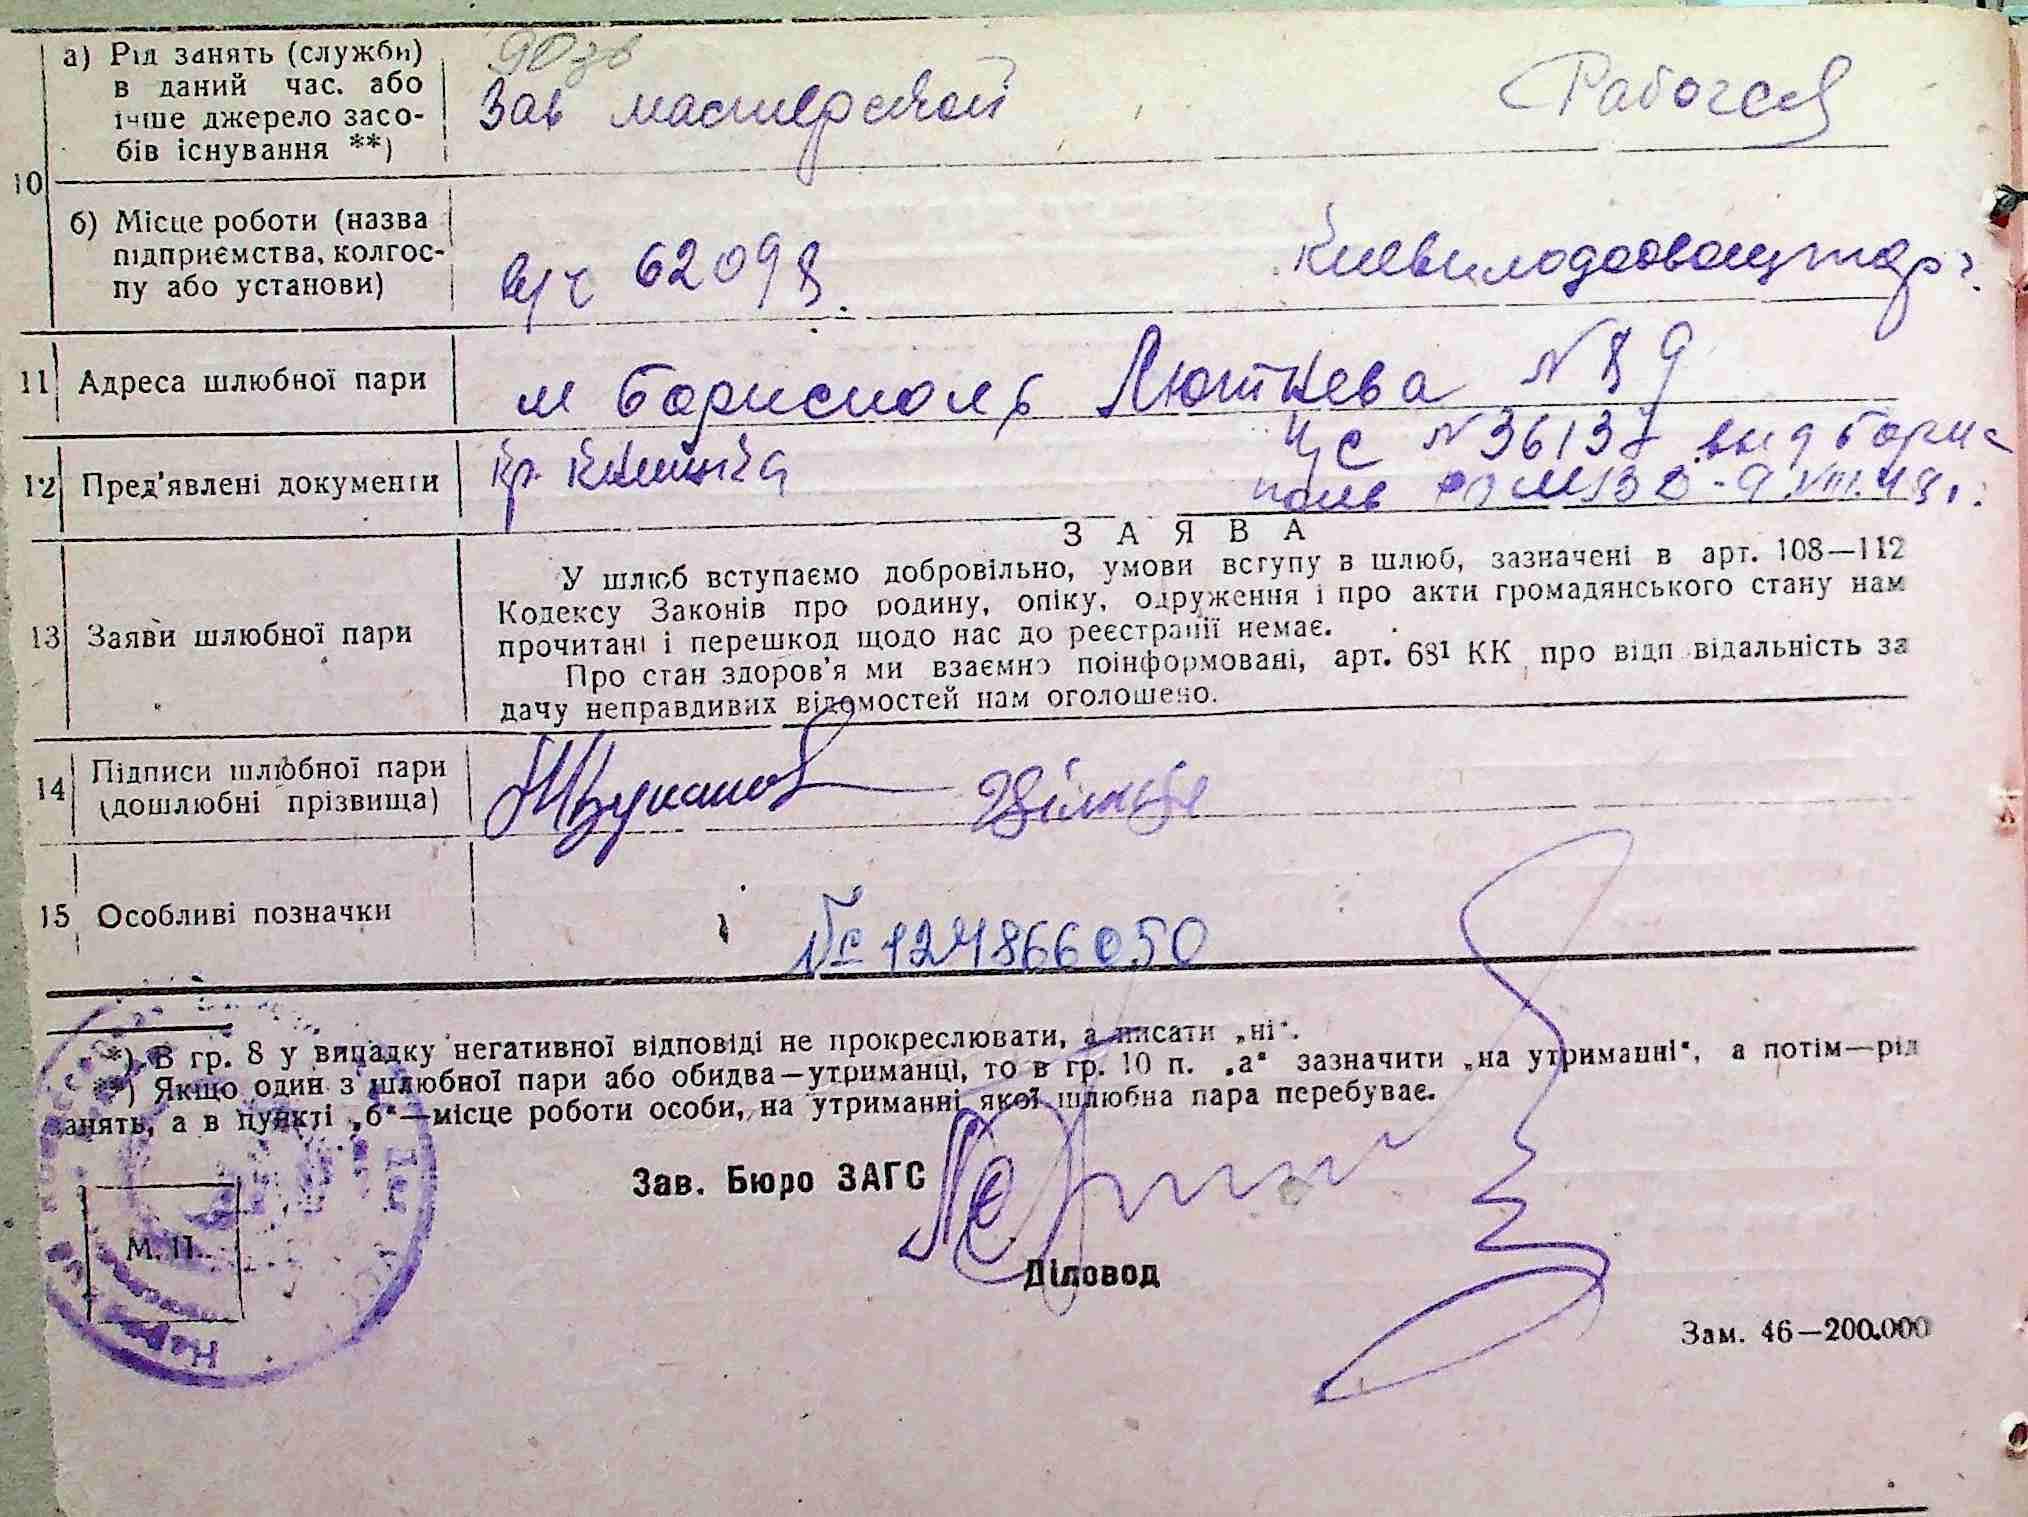 10
а) Рід занять (служби)
в даний час. або
інше джерело засо-
бів існування **)
Зав мастерской
Рабочая
б) Місце роботи (назва
підприємства, колгос-
пу або установи)
в/ч 62098
11 Адреса шлюбної пари
м Борисполь Лютнева №89
12 Пред'явлені документи
Кр. Книжка
З А Я В А
13 Заяви шлюбної пари
У шлюб вступаємо добровільно, умови вступу в шлюб, зазначені в арт. 108—112
Кодексу Законів про родину, опіку, одруження і про акти громадянського стану нам
прочитані і перешкод щодо нас до реєстрації немає.
Про стан здоров'я ми взаємно поінформовані, арт. 68¹ КК про відповідальність за
дачу неправдивих відомостей нам оголошено.
14 Підписи шлюбної пари
(дошлюбні прізвища)
15 Особливі позначки
№ 124866050
*) В гр. 8 у випадку негативної відповіді не прокреслювати, а писати „ні“.
**) Якщо один з шлюбної пари або обидва—утриманці, то в гр. 10 п. „а“ зазначити „на утриманні“, а потім—рід
занять, а в пункті „б“—місце роботи особи, на утриманні якої шлюбна пара перебуває.
Зав. Бюро ЗАГС
М. П.
Діловод
Зам. 46—200.000